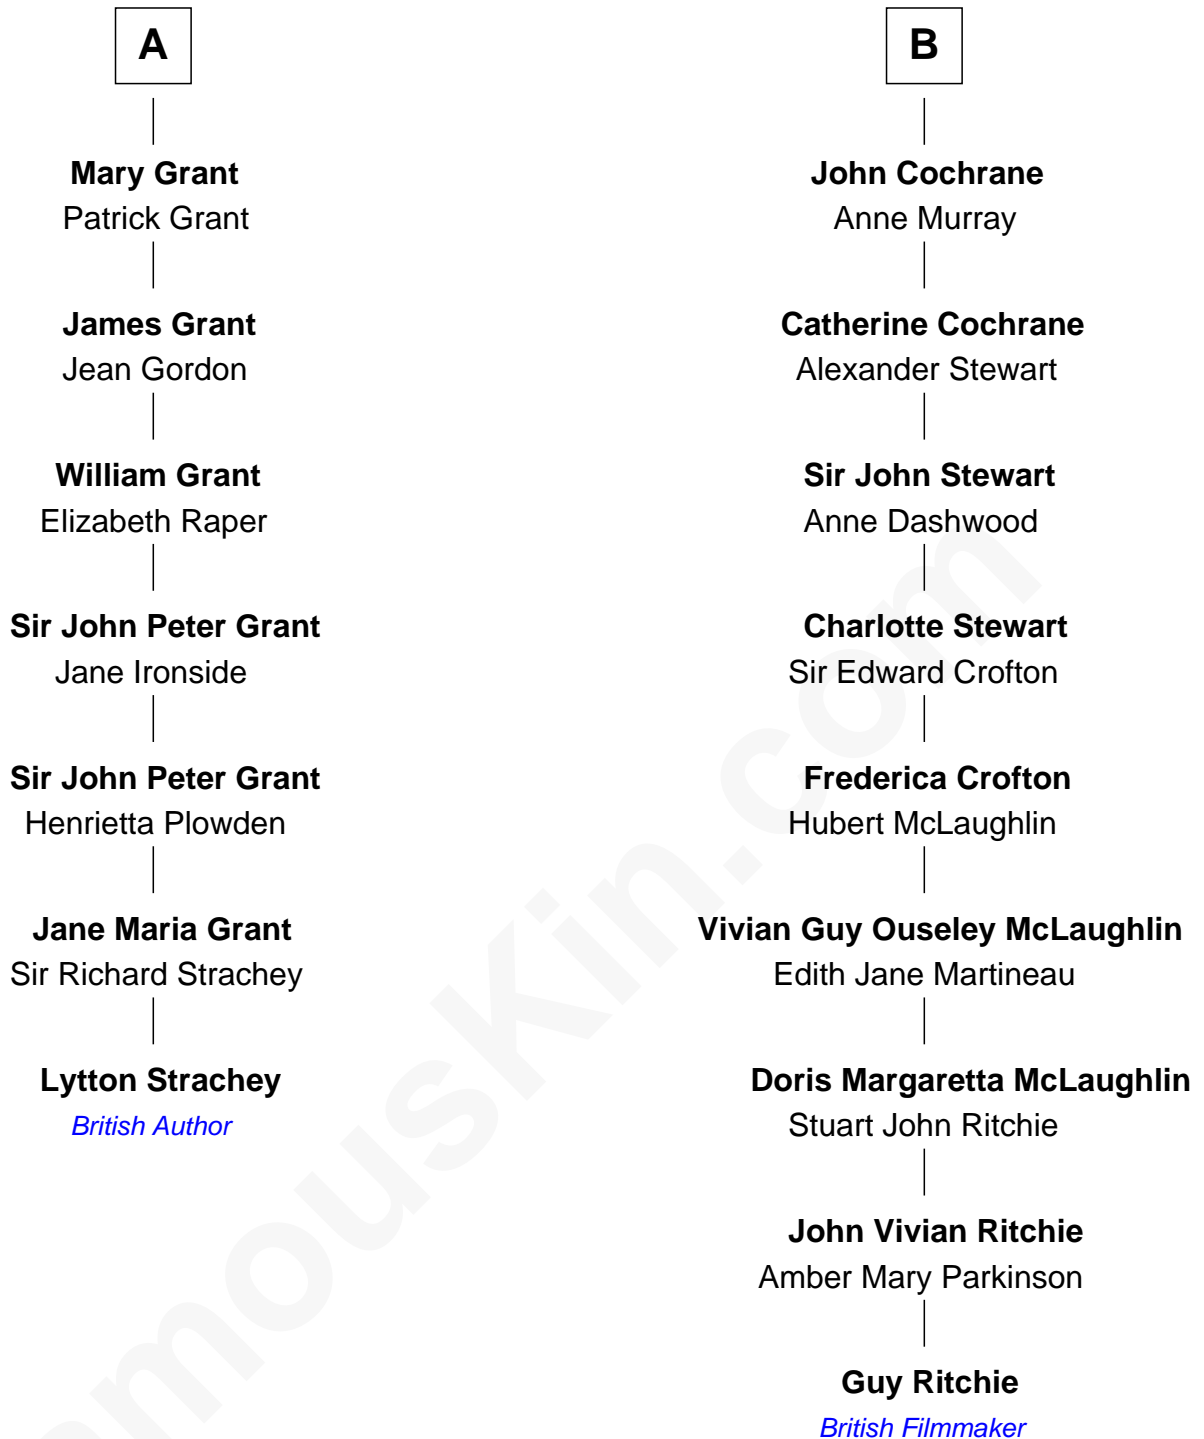 A
Mary Grant
Patrick Grant
James Grant
Jean Gordon
William Grant
Elizabeth Raper
Sir John Peter Grant
Jane Ironside
Sir John Peter Grant
Henrietta Plowden
Jane Maria Grant
Sir Richard Strachey
Lytton Strachey
British Author
B
John Cochrane
Anne Murray
Catherine Cochrane
Alexander Stewart
Sir John Stewart
Anne Dashwood
Charlotte Stewart
Sir Edward Crofton
Frederica Crofton
Hubert McLaughlin
Vivian Guy Ouseley McLaughlin
Edith Jane Martineau
Doris Margaretta McLaughlin
Stuart John Ritchie
John Vivian Ritchie
Amber Mary Parkinson
Guy Ritchie
British Filmmaker
amousKin.com